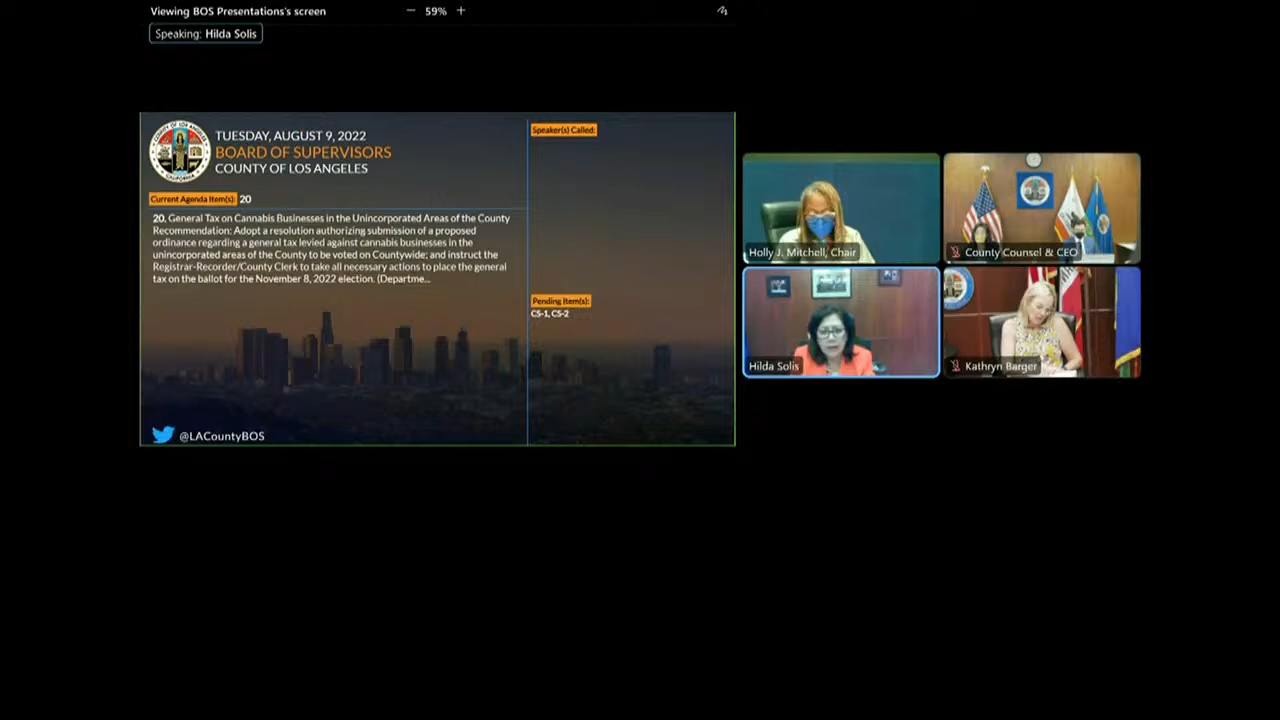 Viewing BOS Presentations's screen
59%
Speaking: Hilda Solis
TUESDAY, AUGUST 9, 2022
BOARD OF SUPERVISORS
COUNTY OF LOS ANGELES
Current Agenda Item(s): 20
20. General Tax on Cannabis Businesses in the Unincorporated Areas of the County
Recommendation: Adopt a resolution authorizing submission of a proposed
ordinance regarding a general tax levied against cannabis businesses in the
unincorporated areas of the County to be voted on Countywide; and instruct the
Registrar-Recorder/County Clerk to take all necessary actions to place the general
tax on the ballot for the November 8, 2022 election. (Departme...
@LACountyBOS
Speaker(s) Called:
Pending Item(s):
CS-1, CS-2
Holly J. Mitchell, Chair
County Counsel & CEO
Hilda Solis
Kathryn Barger